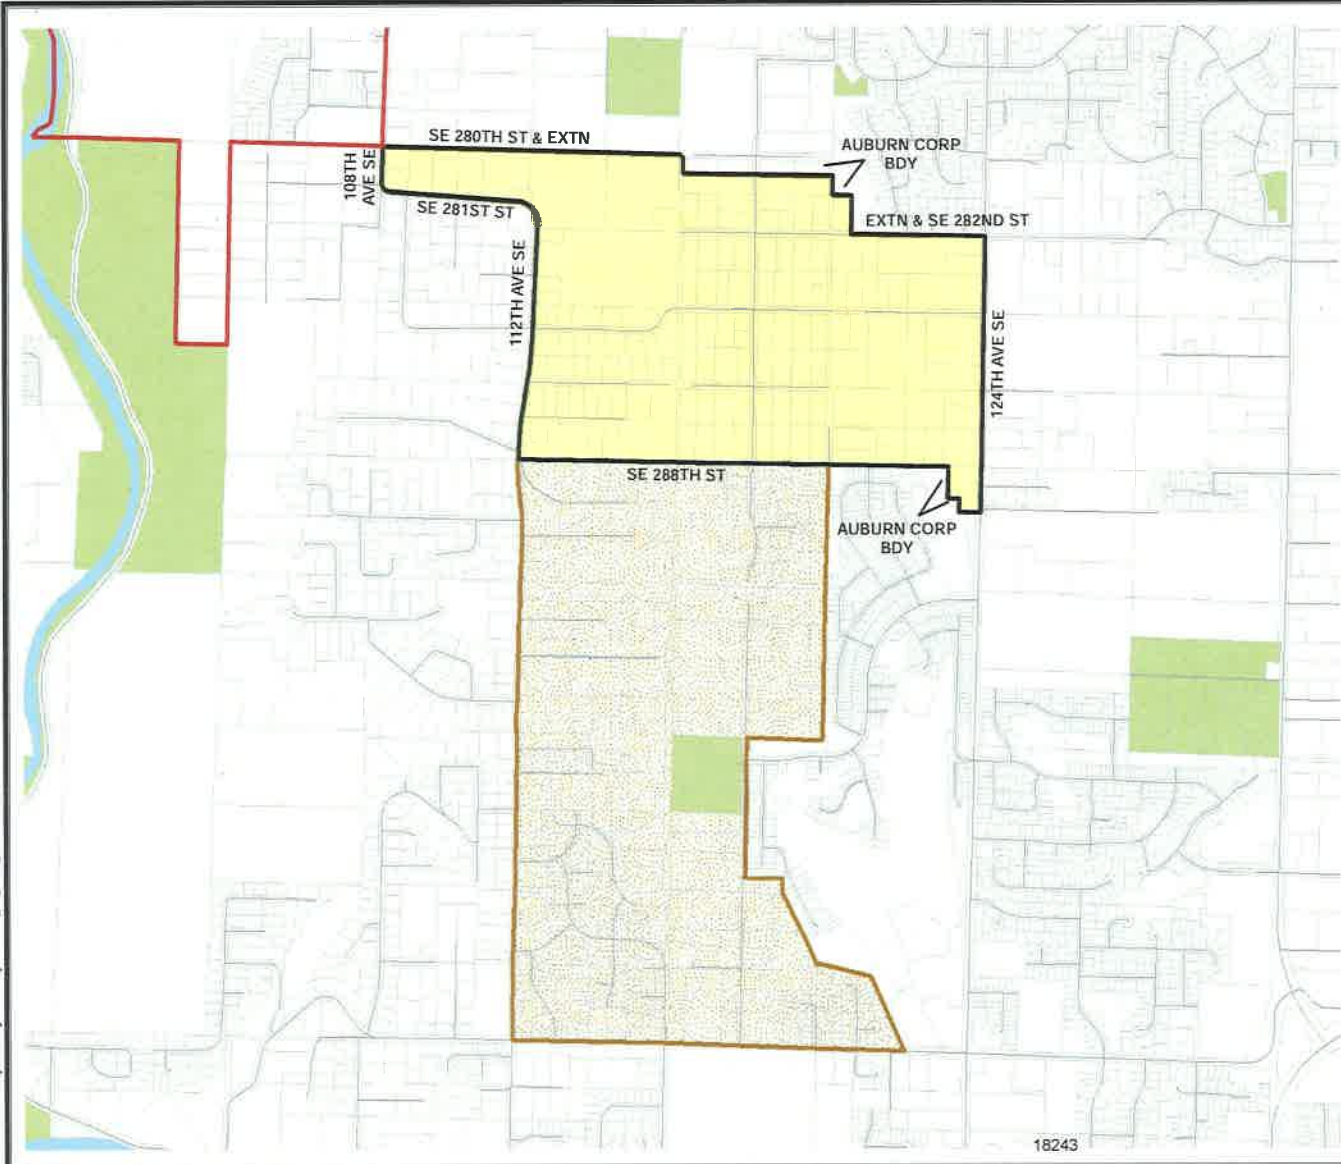 SE 280TH ST & EXTN
AUBURN CORP
BDY
108TH
AVE SE
SE 281ST ST
EXTN & SE 282ND ST
112TH AVE SE
124TH AVE SE
SE 288TH ST
AUBURN CORP
BDY
18243